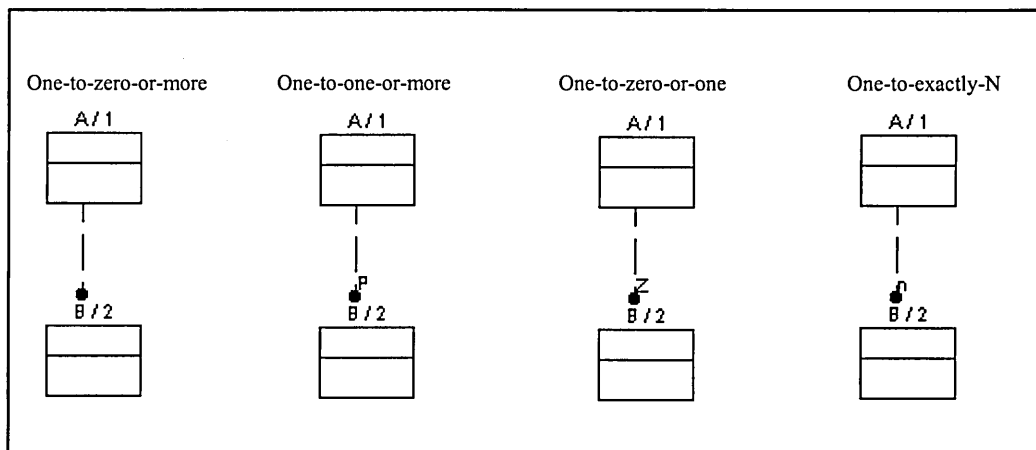 One-to-zero-or-more One-to-one-or-more One-to-zero-or-one One-to-exactly-N
A / 1 A / 1 A / 1 A / 1
P Z n
B / 2 B / 2 B / 2 B / 2